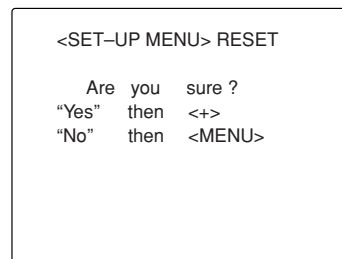 <SET–UP MENU> RESET
Are you sure ?
“Yes” then <+>
“No” then <MENU>